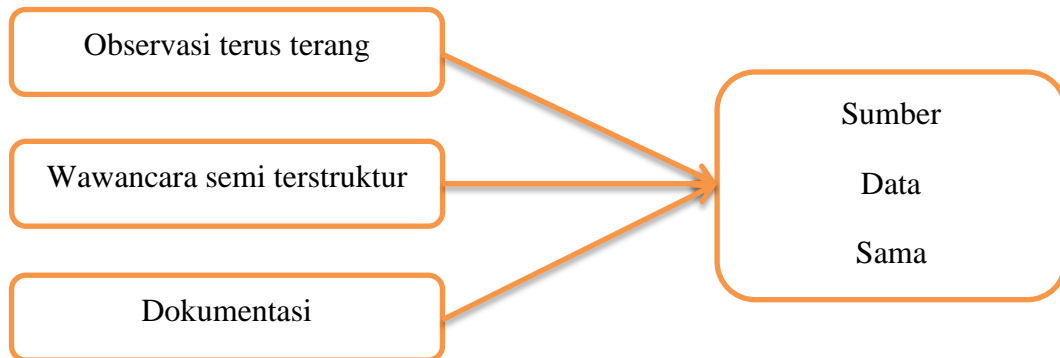 Observasi terus terang
Wawancara semi terstruktur
Dokumentasi
Sumber
Data
Sama